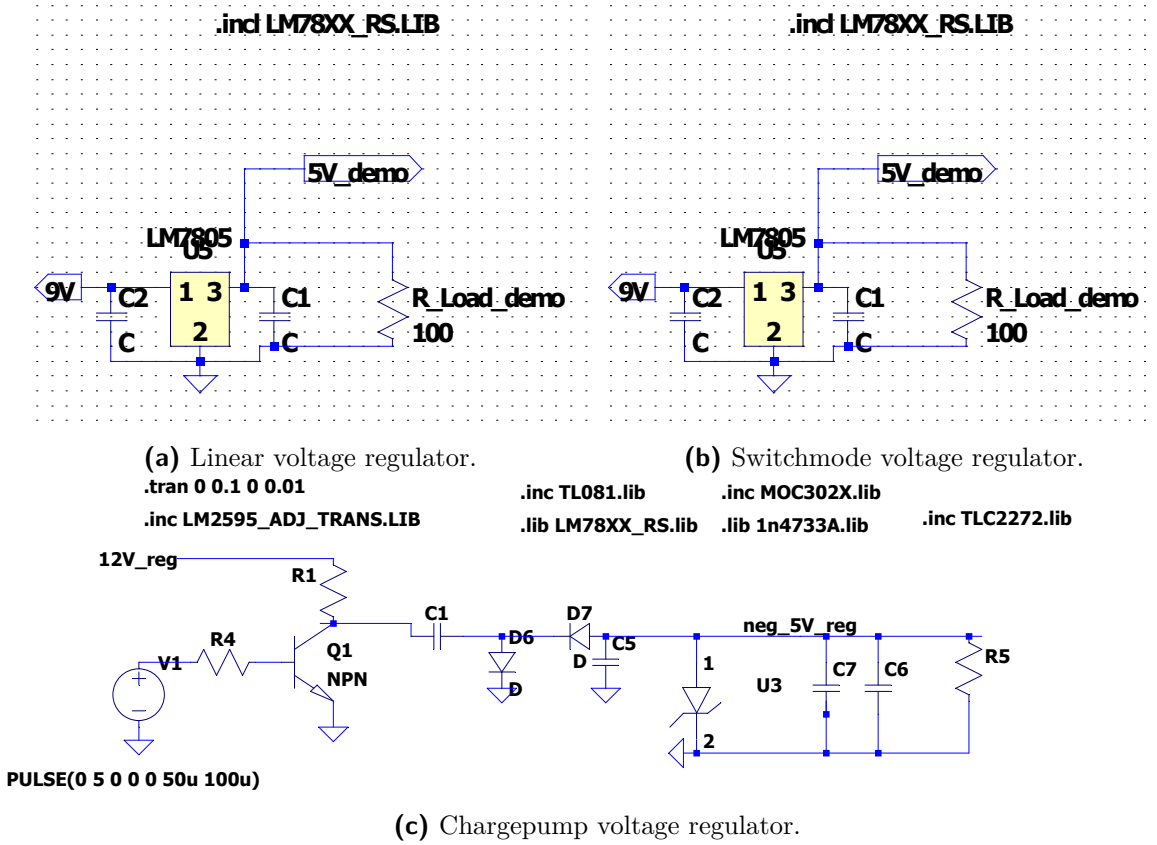 .incl LM78XX_RS.LIB
5V_demo
LM7805
U5
9V
C2
1 3
C1
R_Load_demo
C
2
C
100
(a) Linear voltage regulator.
.incl LM78XX_RS.LIB
5V_demo
LM7805
U5
9V
C2
1 3
C1
R_Load_demo
C
2
C
100
(b) Switchmode voltage regulator.
.tran 0 0.1 0 0.01
.inc LM2595_ADJ_TRANS.LIB
.inc TL081.lib
.lib LM78XX_RS.lib
.inc MOC302X.lib
.lib 1n4733A.lib
.inc TLC2272.lib
12V_reg
R1
R4
V1
Q1
NPN
C1
D6
D
D7
D
C5
neg_5V_reg
1
U3
2
C7
C6
R5
PULSE(0 5 0 0 0 50u 100u)
(c) Chargepump voltage regulator.